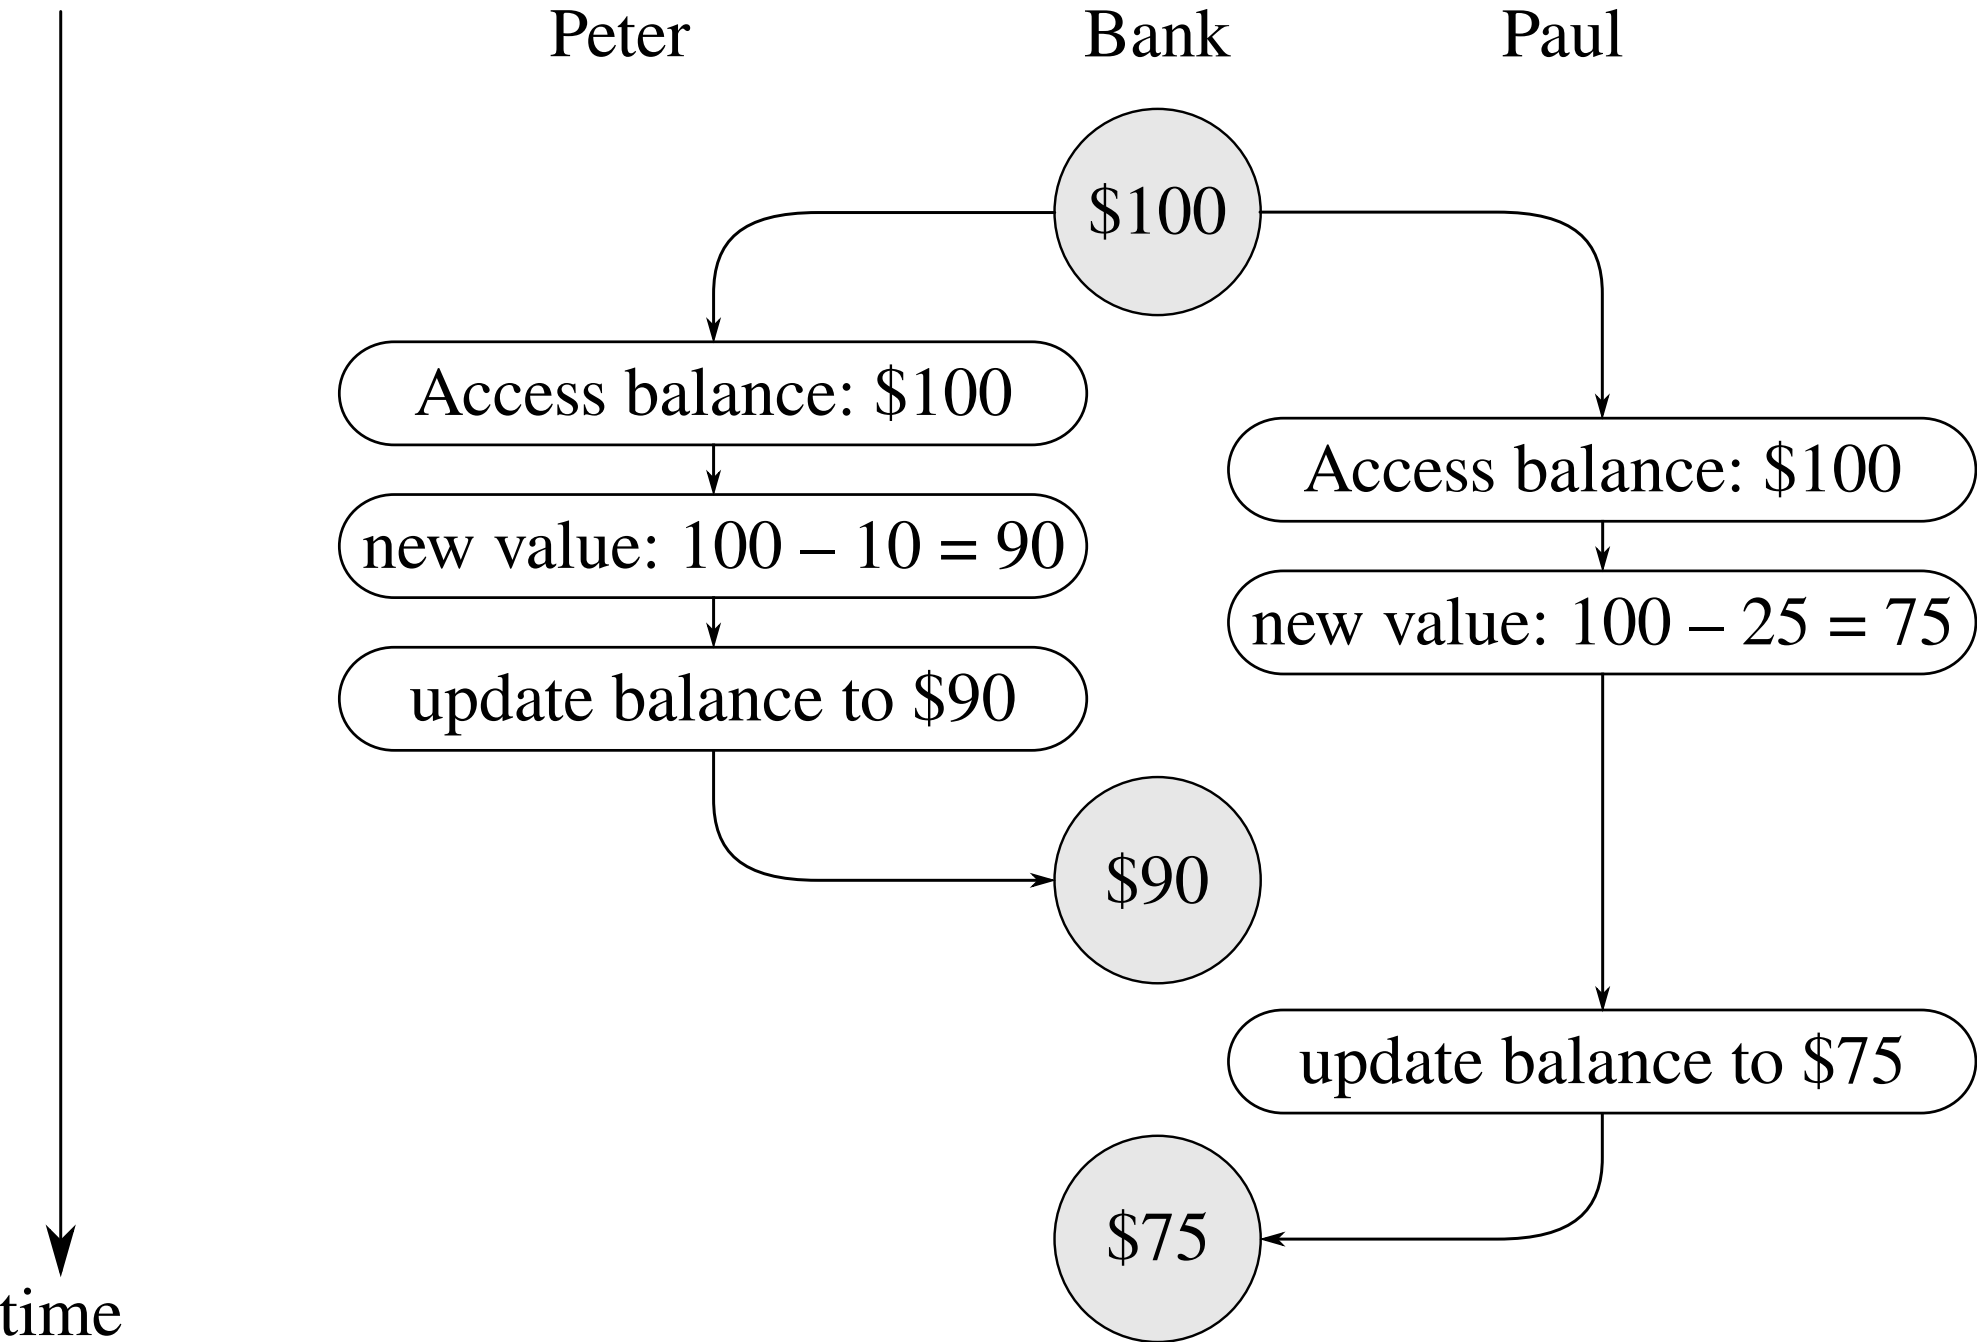 Peter Bank Paul
$100
Access balance: $100
Access balance: $100
new value: 100 – 10 = 90
new value: 100 – 25 = 75
update balance to $90
$90
update balance to $75
$75
time